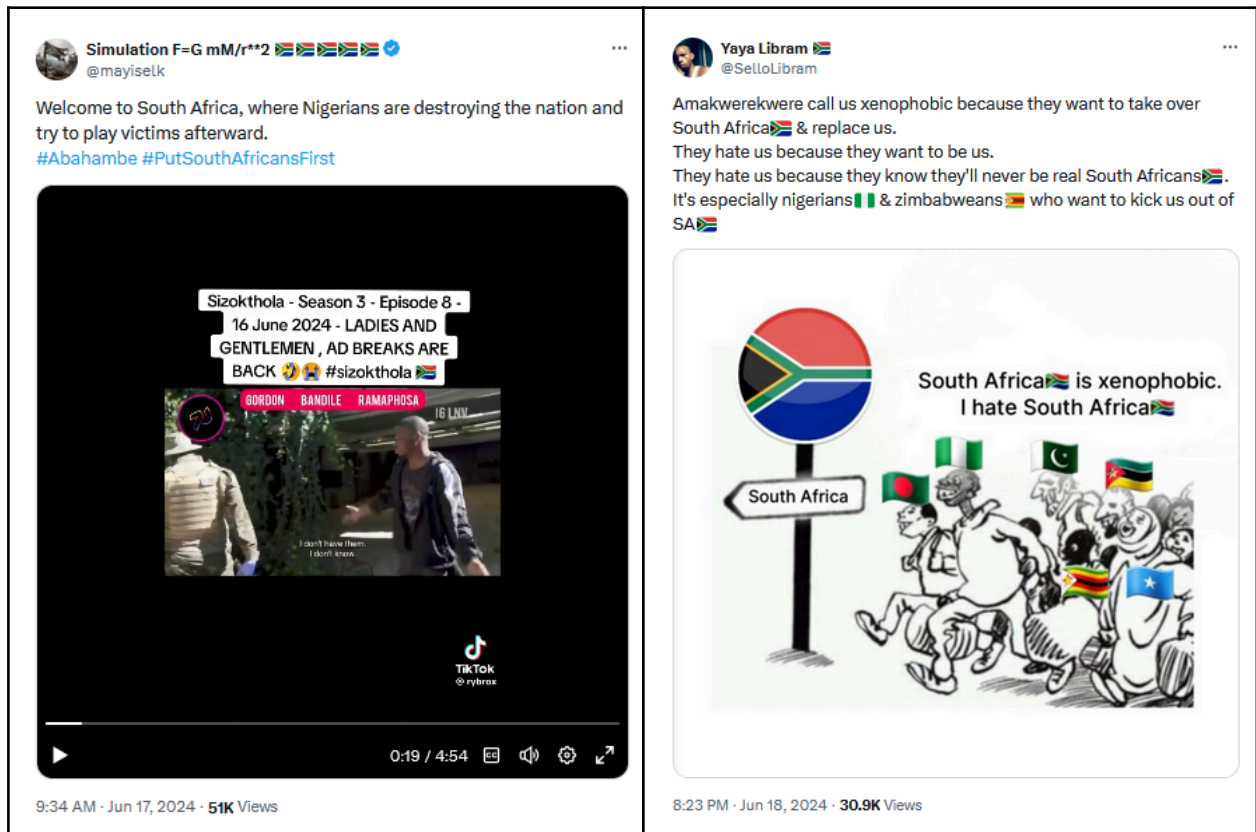 Simulation F=G mM/r**2 🇿🇦🇿🇦🇿🇦🇿🇦🇿🇦
@mayiselk
Welcome to South Africa, where Nigerians are destroying the nation and
try to play victims afterward.
#Abahambe #PutSouthAfricansFirst
Sizokthola - Season 3 - Episode 8 -
16 June 2024 - LADIES AND
GENTLEMEN , AD BREAKS ARE
BACK 🤣😭 #sizokthola 🇿🇦
GORDON BANDILE RAMAPHOSA
16 LNV
I don't have them.
I don't know.
TikTok
@rybrox
0:19 / 4:54
CC
9:34 AM · Jun 17, 2024 · 51K Views
Yaya Libram 🇿🇦
@SelloLibram
Amakwerekwere call us xenophobic because they want to take over
South Africa🇿🇦 & replace us.
They hate us because they want to be us.
They hate us because they know they'll never be real South Africans🇿🇦.
It's especially nigerians🇳🇬 & zimbabweans🇿🇼 who want to kick us out of
SA🇿🇦
South Africa🇿🇦 is xenophobic.
I hate South Africa🇿🇦
South Africa
8:23 PM · Jun 18, 2024 · 30.9K Views